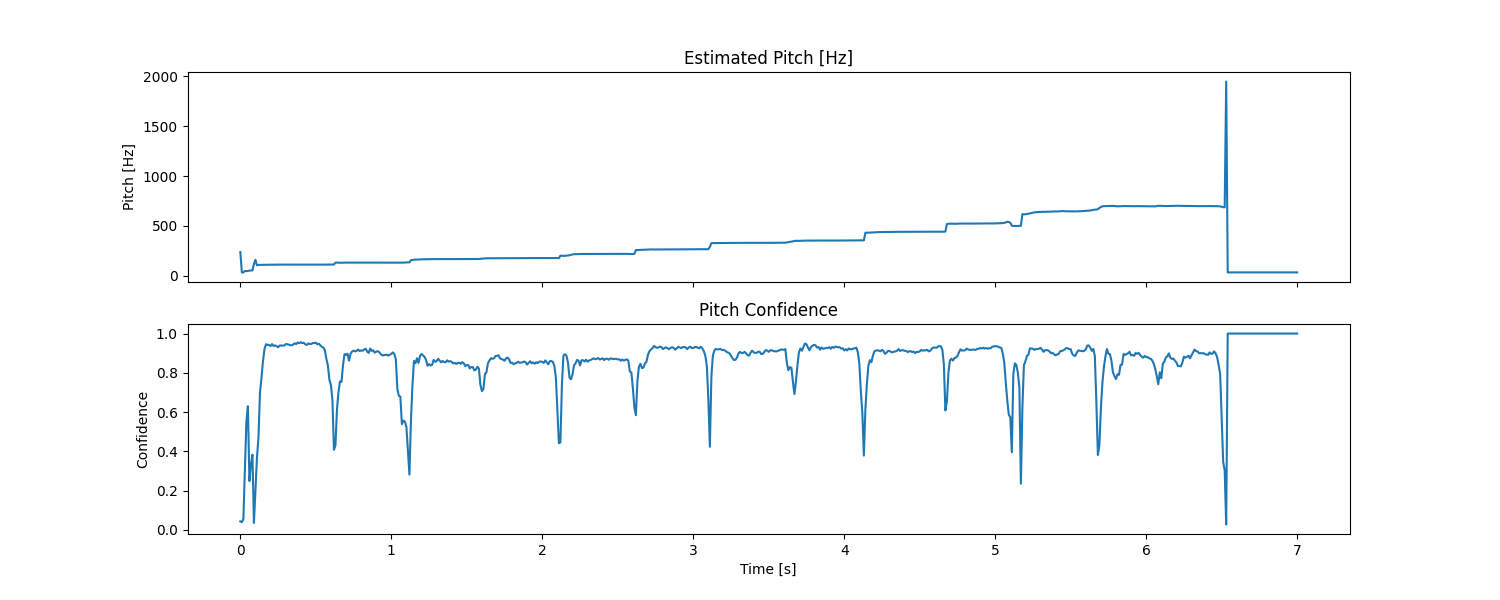 Estimated Pitch [Hz]
2000
1500
1000
500
0
Pitch [Hz]
Pitch Confidence
1.0
0.8
0.6
0.4
0.2
0.0
Confidence
0 1 2 3 4 5 6 7
Time [s]